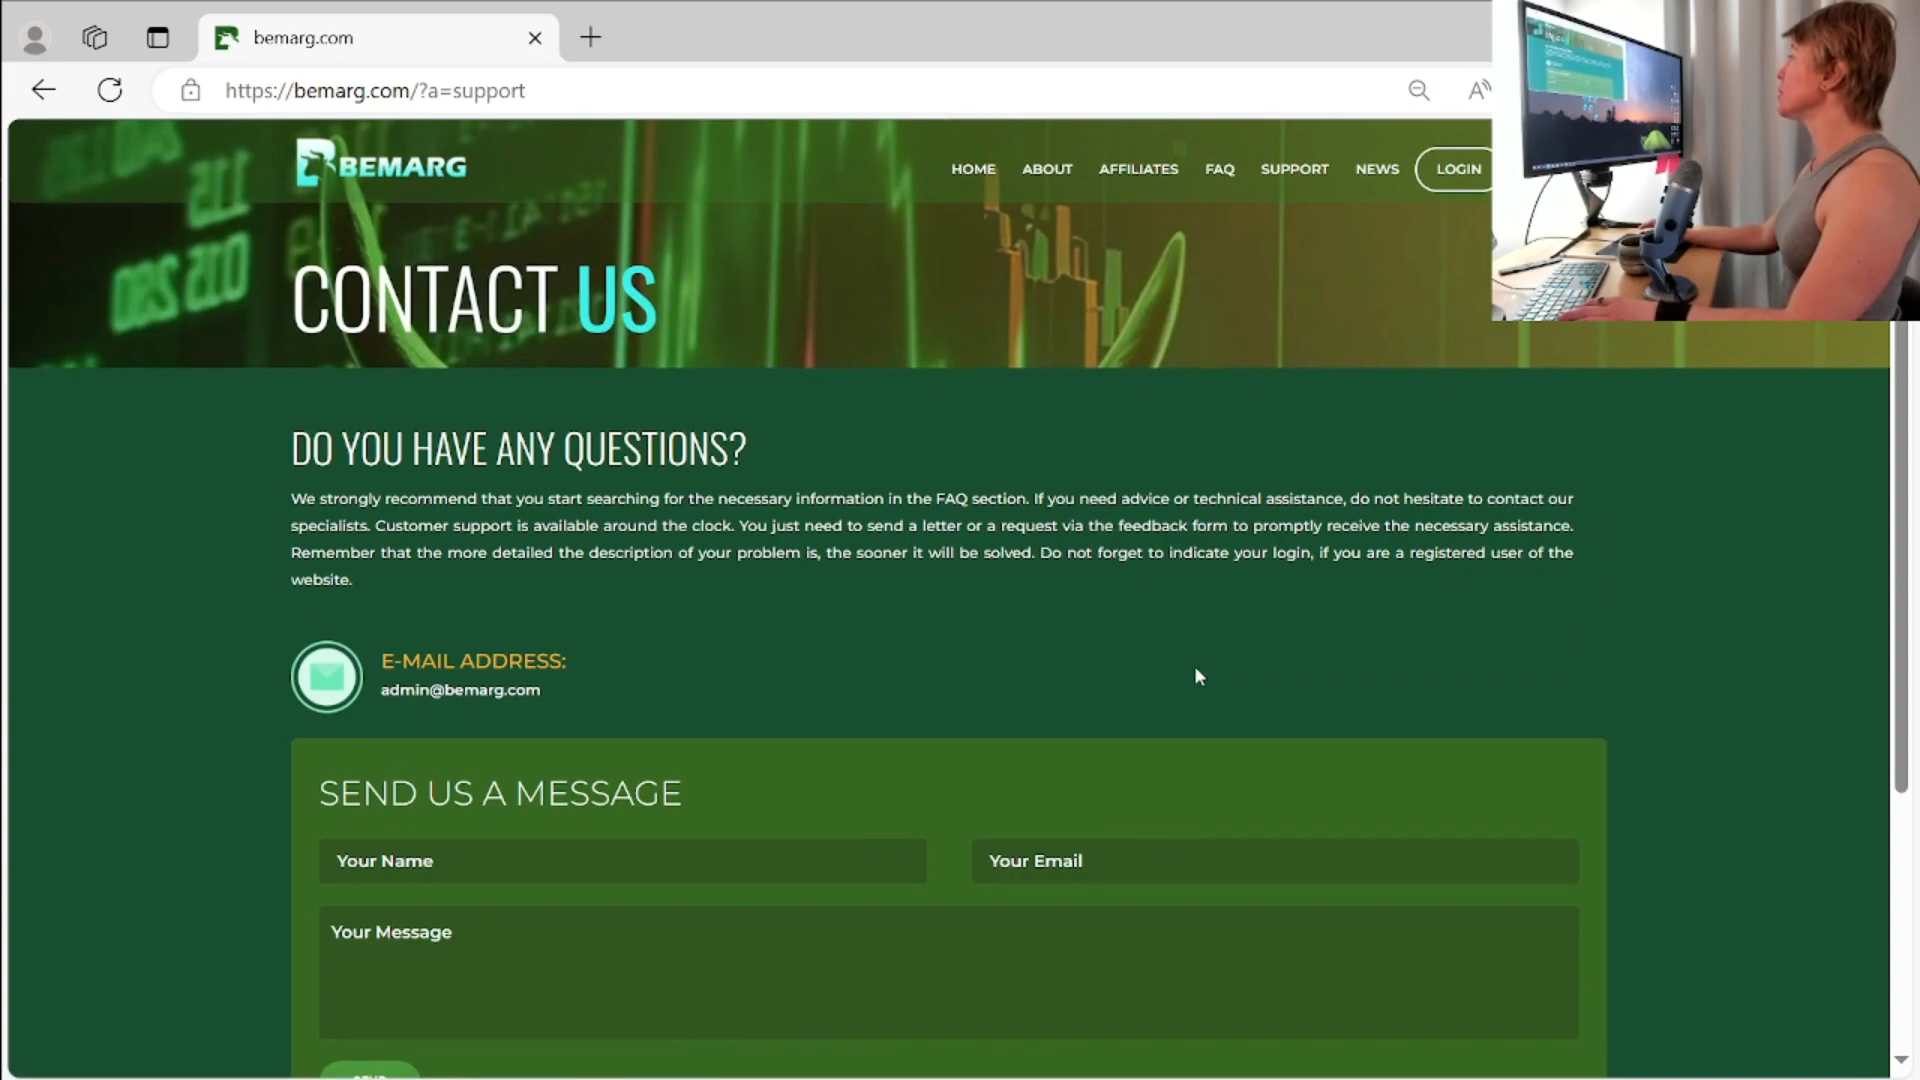 bemarg.com
https://bemarg.com/?a=support
BEMARG
HOME ABOUT AFFILIATES FAQ SUPPORT NEWS LOGIN
CONTACT US
DO YOU HAVE ANY QUESTIONS?
We strongly recommend that you start searching for the necessary information in the FAQ section. If you need advice or technical assistance, do not hesitate to contact our
specialists. Customer support is available around the clock. You just need to send a letter or a request via the feedback form to promptly receive the necessary assistance.
Remember that the more detailed the description of your problem is, the sooner it will be solved. Do not forget to indicate your login, if you are a registered user of the
website.
E-MAIL ADDRESS:
admin@bemarg.com
SEND US A MESSAGE
Your Name
Your Email
Your Message